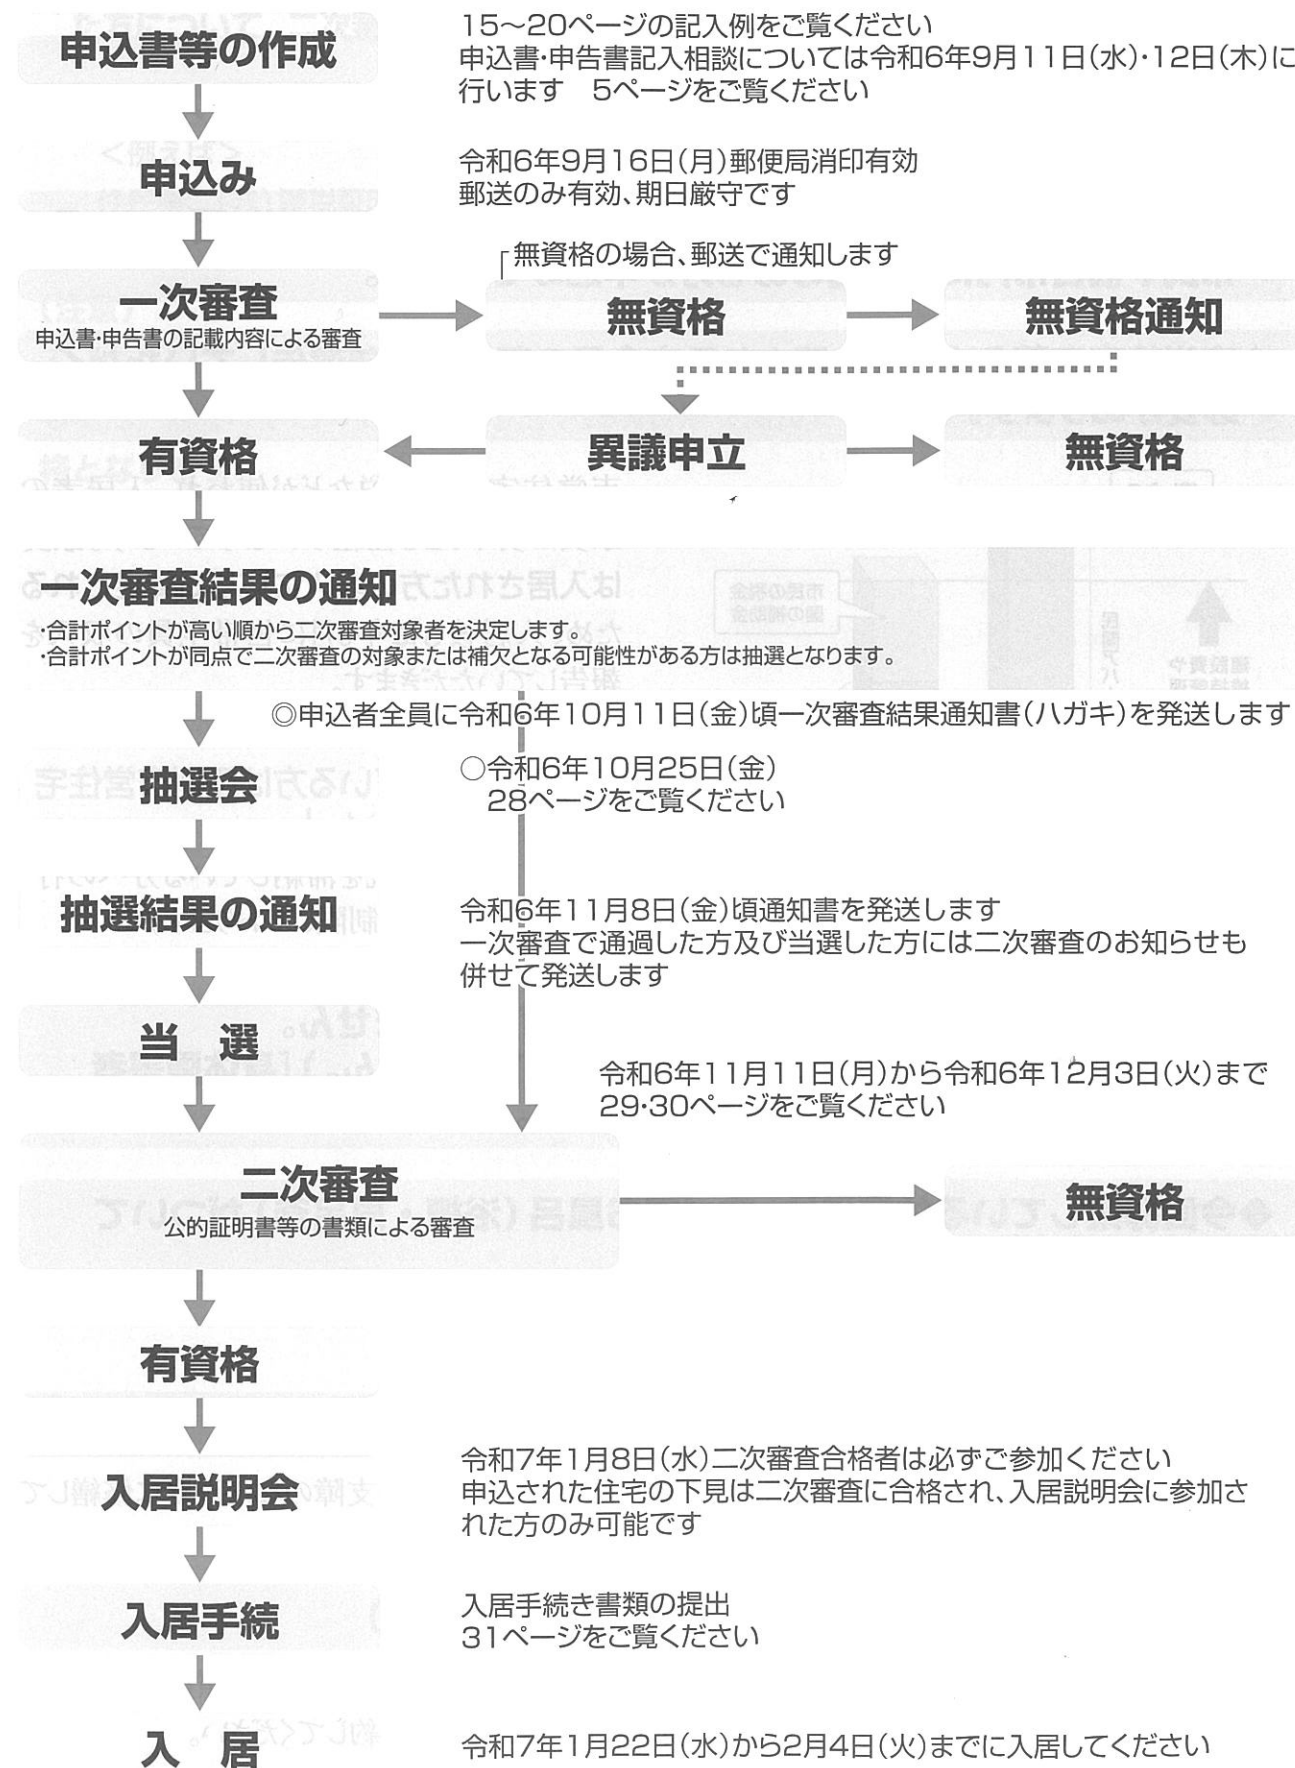 申込書等の作成
15～20ページの記入例をご覧ください
申込書・申告書記入相談については令和6年9月11日(水)・12日(木)に
行います　5ページをご覧ください
申込み
令和6年9月16日(月)郵便局消印有効
郵送のみ有効、期日厳守です
無資格の場合、郵送で通知します
一次審査
申込書・申告書の記載内容による審査
無資格
無資格通知
有資格
異議申立
無資格
一次審査結果の通知
・合計ポイントが高い順から二次審査対象者を決定します。
・合計ポイントが同点で二次審査の対象または補欠となる可能性がある方は抽選となります。
◎申込者全員に令和6年10月11日(金)頃一次審査結果通知書(ハガキ)を発送します
抽選会
○令和6年10月25日(金)
28ページをご覧ください
抽選結果の通知
令和6年11月8日(金)頃通知書を発送します
一次審査で通過した方及び当選した方には二次審査のお知らせも
併せて発送します
当　選
令和6年11月11日(月)から令和6年12月3日(火)まで
29・30ページをご覧ください
二次審査
公的証明書等の書類による審査
無資格
有資格
入居説明会
令和7年1月8日(水)二次審査合格者は必ずご参加ください
申込された住宅の下見は二次審査に合格され、入居説明会に参加さ
れた方のみ可能です
入居手続
入居手続き書類の提出
31ページをご覧ください
入　居
令和7年1月22日(水)から2月4日(火)までに入居してください